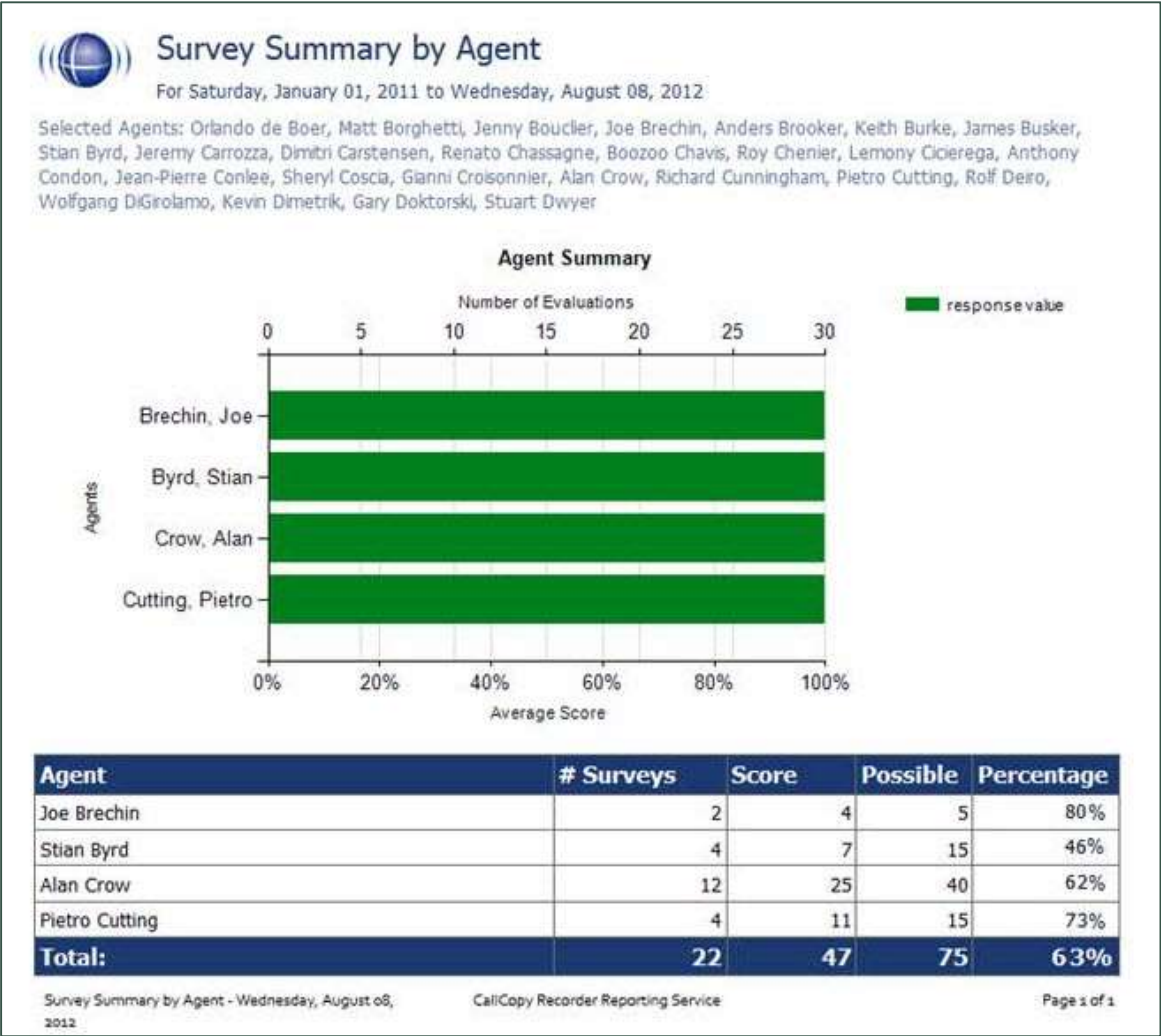 Survey Summary by Agent
For Saturday, January 01, 2011 to Wednesday, August 08, 2012
Selected Agents: Orlando de Boer, Matt Borghetti, Jenny Bouclier, Joe Brechin, Anders Brooker, Keith Burke, James Busker,
Stian Byrd, Jeremy Carrozza, Dimitri Carstensen, Renato Chassagne, Boozoo Chavis, Roy Chenier, Lemony Cicierega, Anthony
Condon, Jean-Pierre Conlee, Sheryl Coscia, Gianni Croisonnier, Alan Crow, Richard Cunningham, Pietro Cutting, Rolf Deiro,
Wolfgang DiGirolamo, Kevin Dimetrik, Gary Doktorski, Stuart Dwyer
Agent Summary
Number of Evaluations
response value
0 5 10 15 20 25 30
Brechin, Joe
Byrd, Stian
Agents
Crow, Alan
Cutting, Pietro
0% 20% 40% 60% 80% 100%
Average Score
Agent # Surveys Score Possible Percentage
Joe Brechin 2 4 5 80%
Stian Byrd 4 7 15 46%
Alan Crow 12 25 40 62%
Pietro Cutting 4 11 15 73%
Total: 22 47 75 63%
Survey Summary by Agent - Wednesday, August 08,
2012
CallCopy Recorder Reporting Service
Page 1 of 1